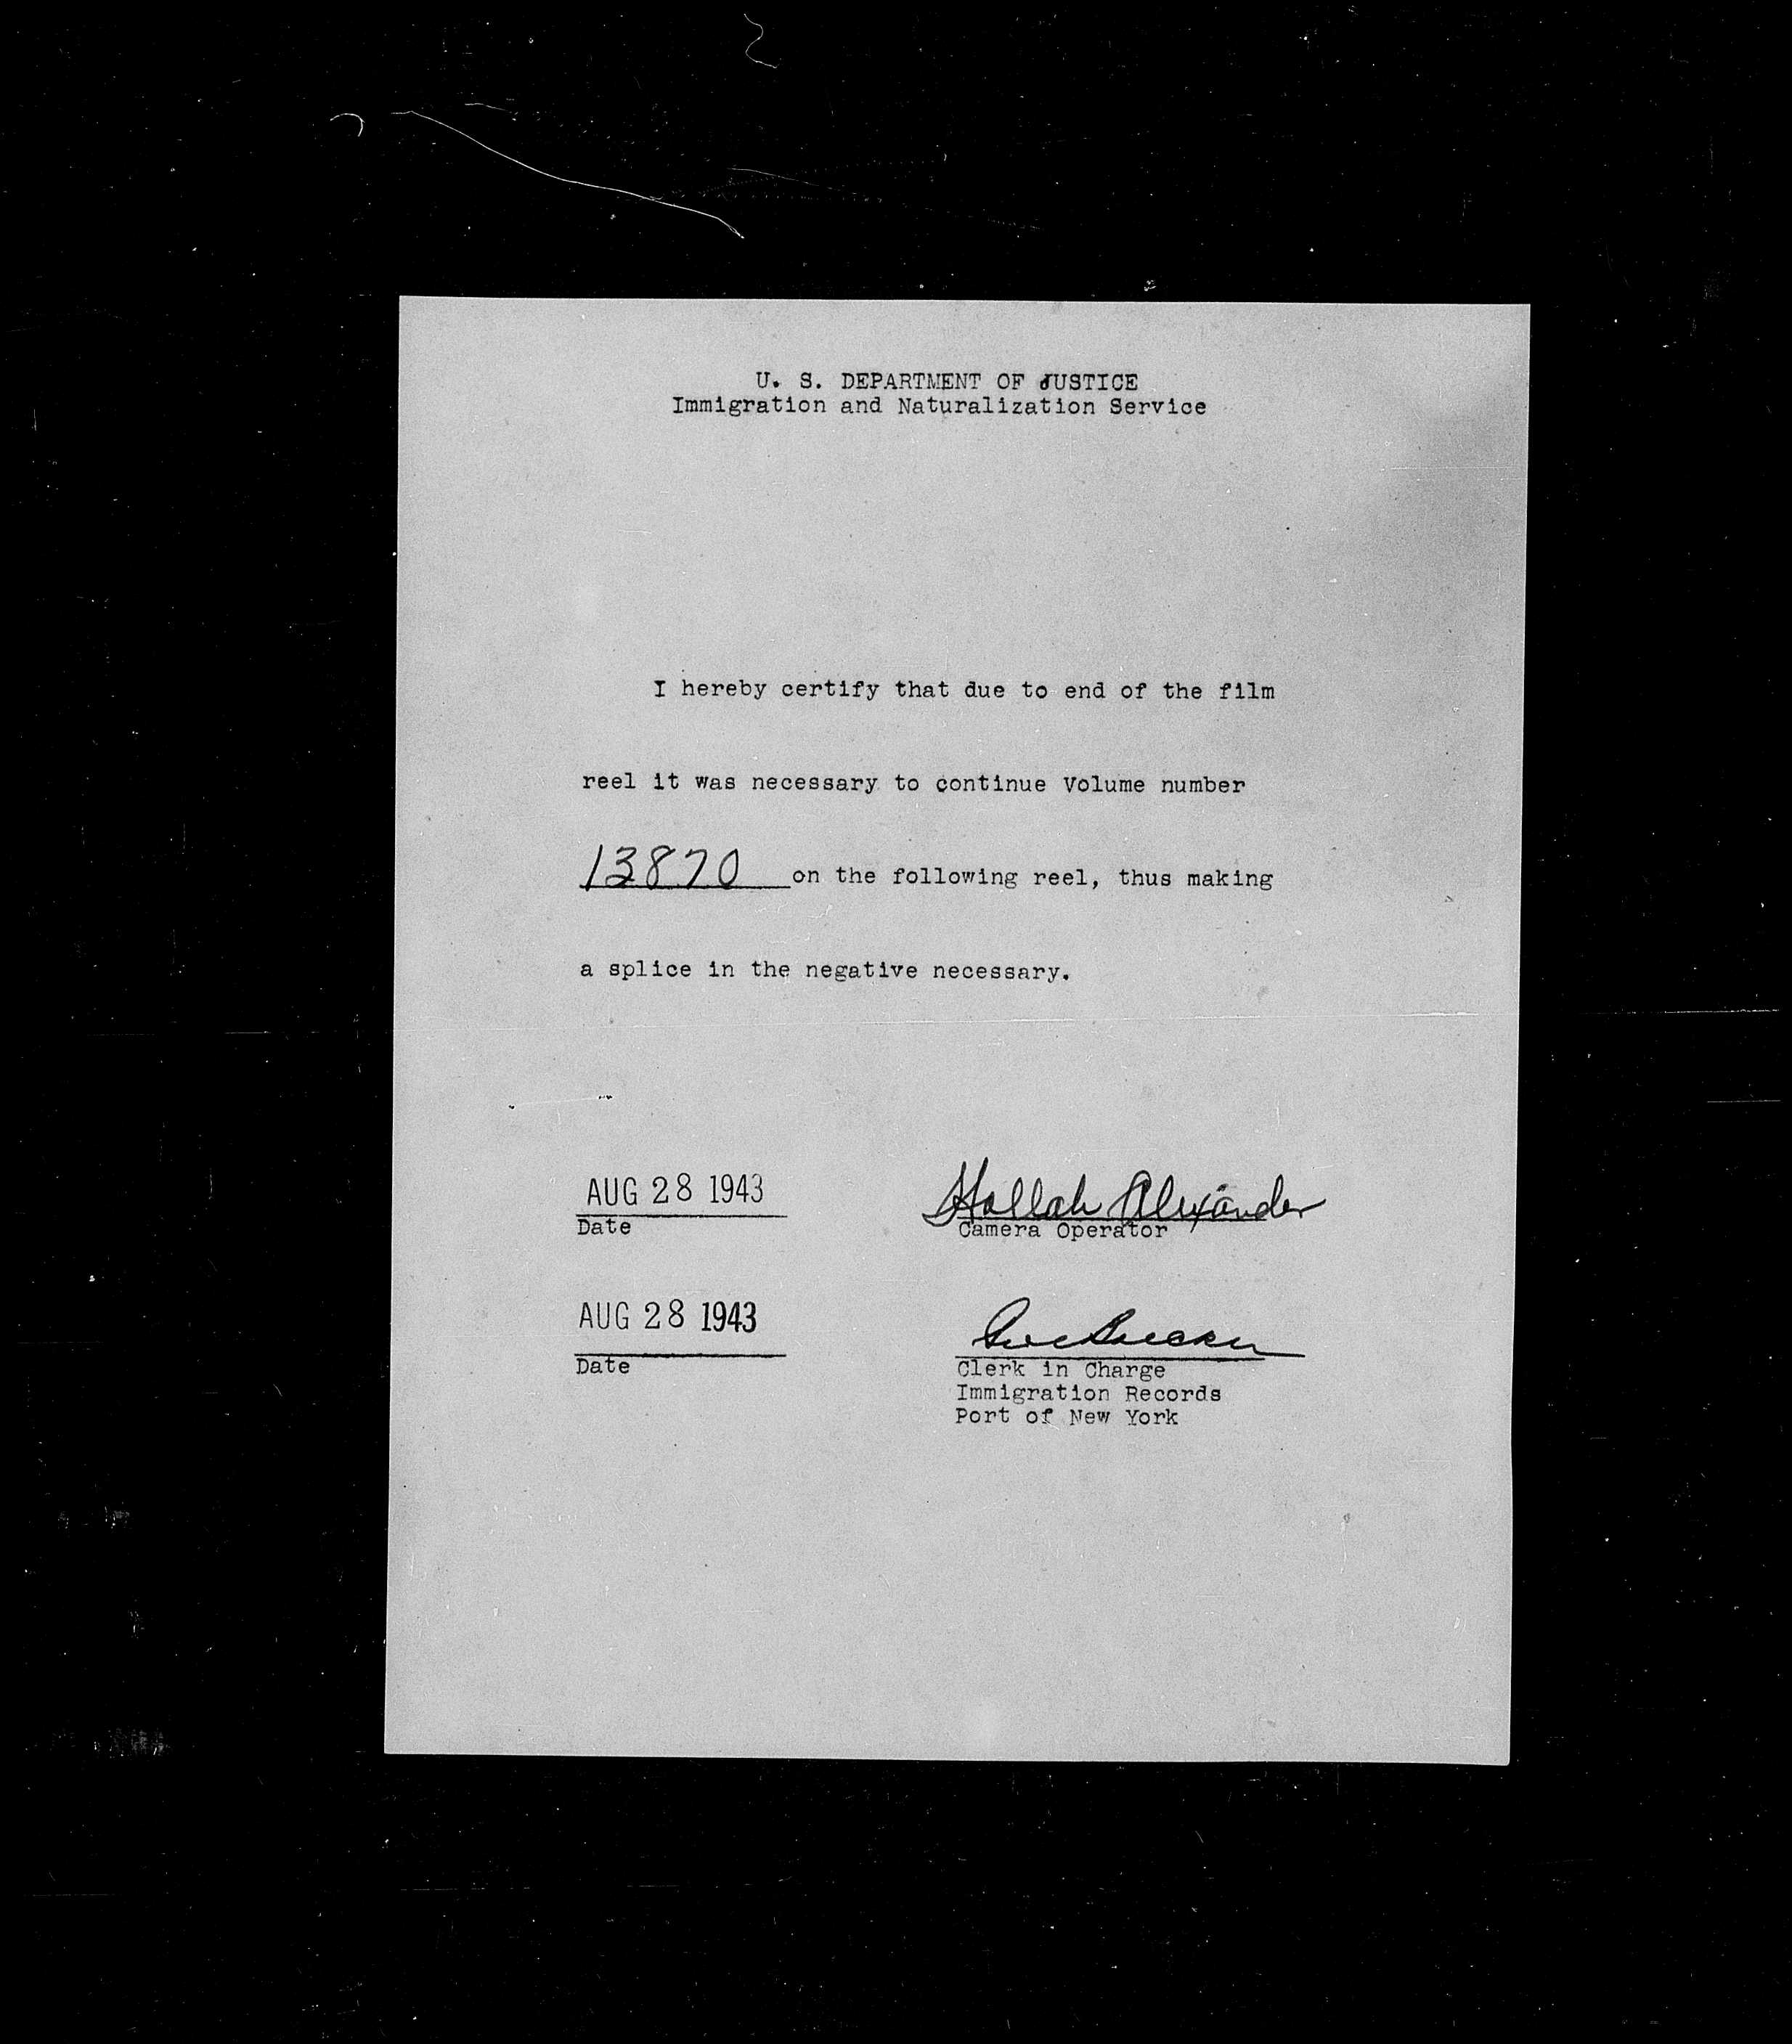 U. S. DEPARTMENT OF JUSTICE
Immigration and Naturalization Service
I hereby certify that due to end of the film
reel it was necessary to continue Volume number
13870 on the following reel, thus making
a splice in the negative necessary.
AUG 28 1943 Hallah Alexander
Date Camera Operator
AUG 28 1943
Date Clerk in Charge
Immigration Records
Port of New York